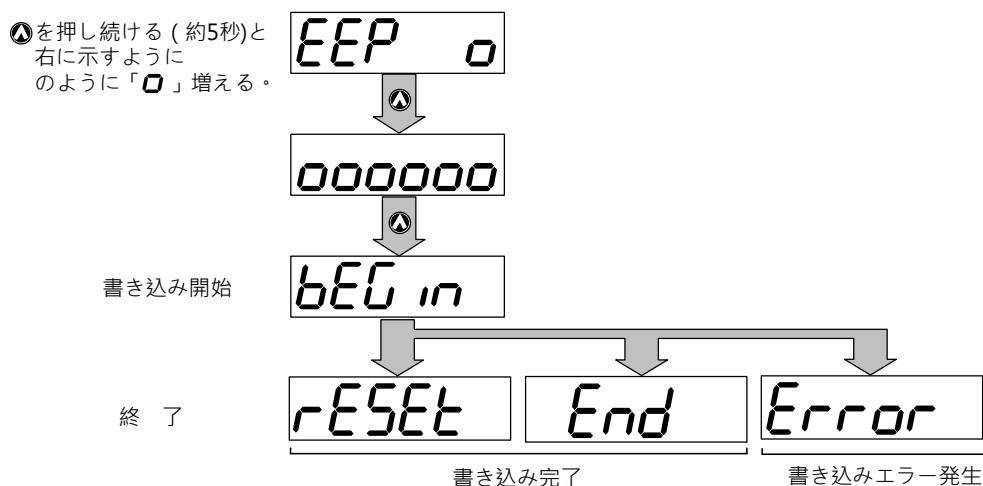 を押し続ける ( 約5秒)と
右に示すように
のように「o」増える。
EEP o
oooooo
書き込み開始
bEGin
終 了
rESEt
End
Error
書き込み完了
書き込みエラー発生